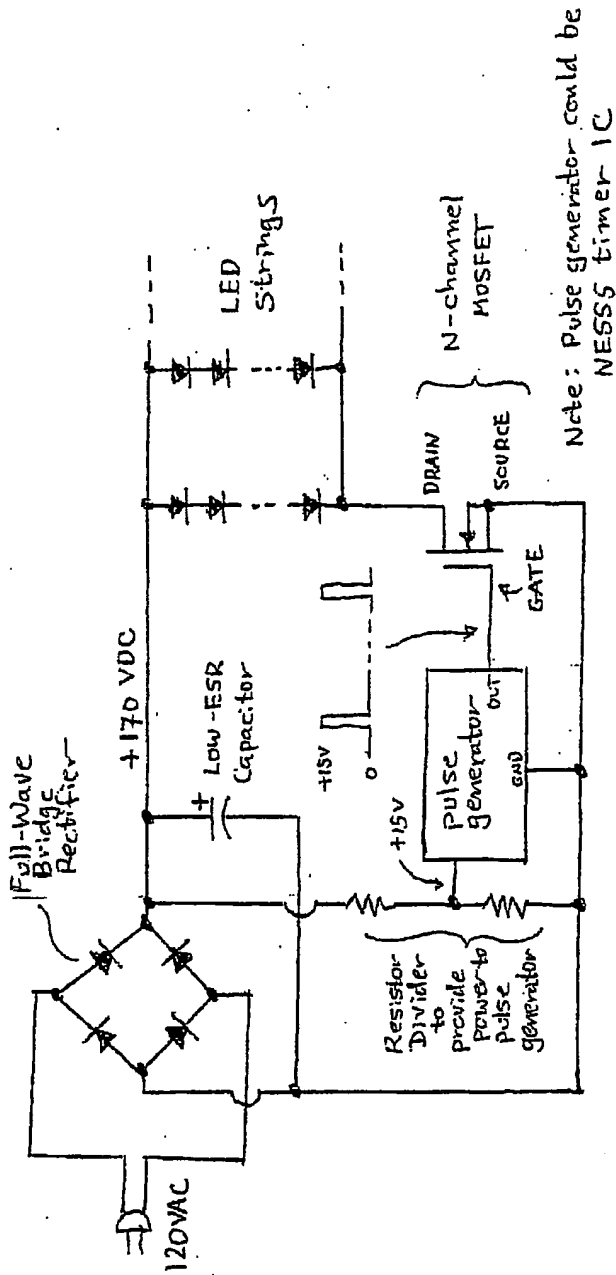 120VAC
Full-Wave
Bridge
Rectifier
+170 VDC
+
Low-ESR
Capacitor
LED
Strings
+15V
0
Resistor
Divider
to
provide
power to
pulse
generator
+15V
pulse
generator
OUT
GND
DRAIN
SOURCE
GATE
N-channel
MOSFET
Note: Pulse generator could be
NE555 timer IC